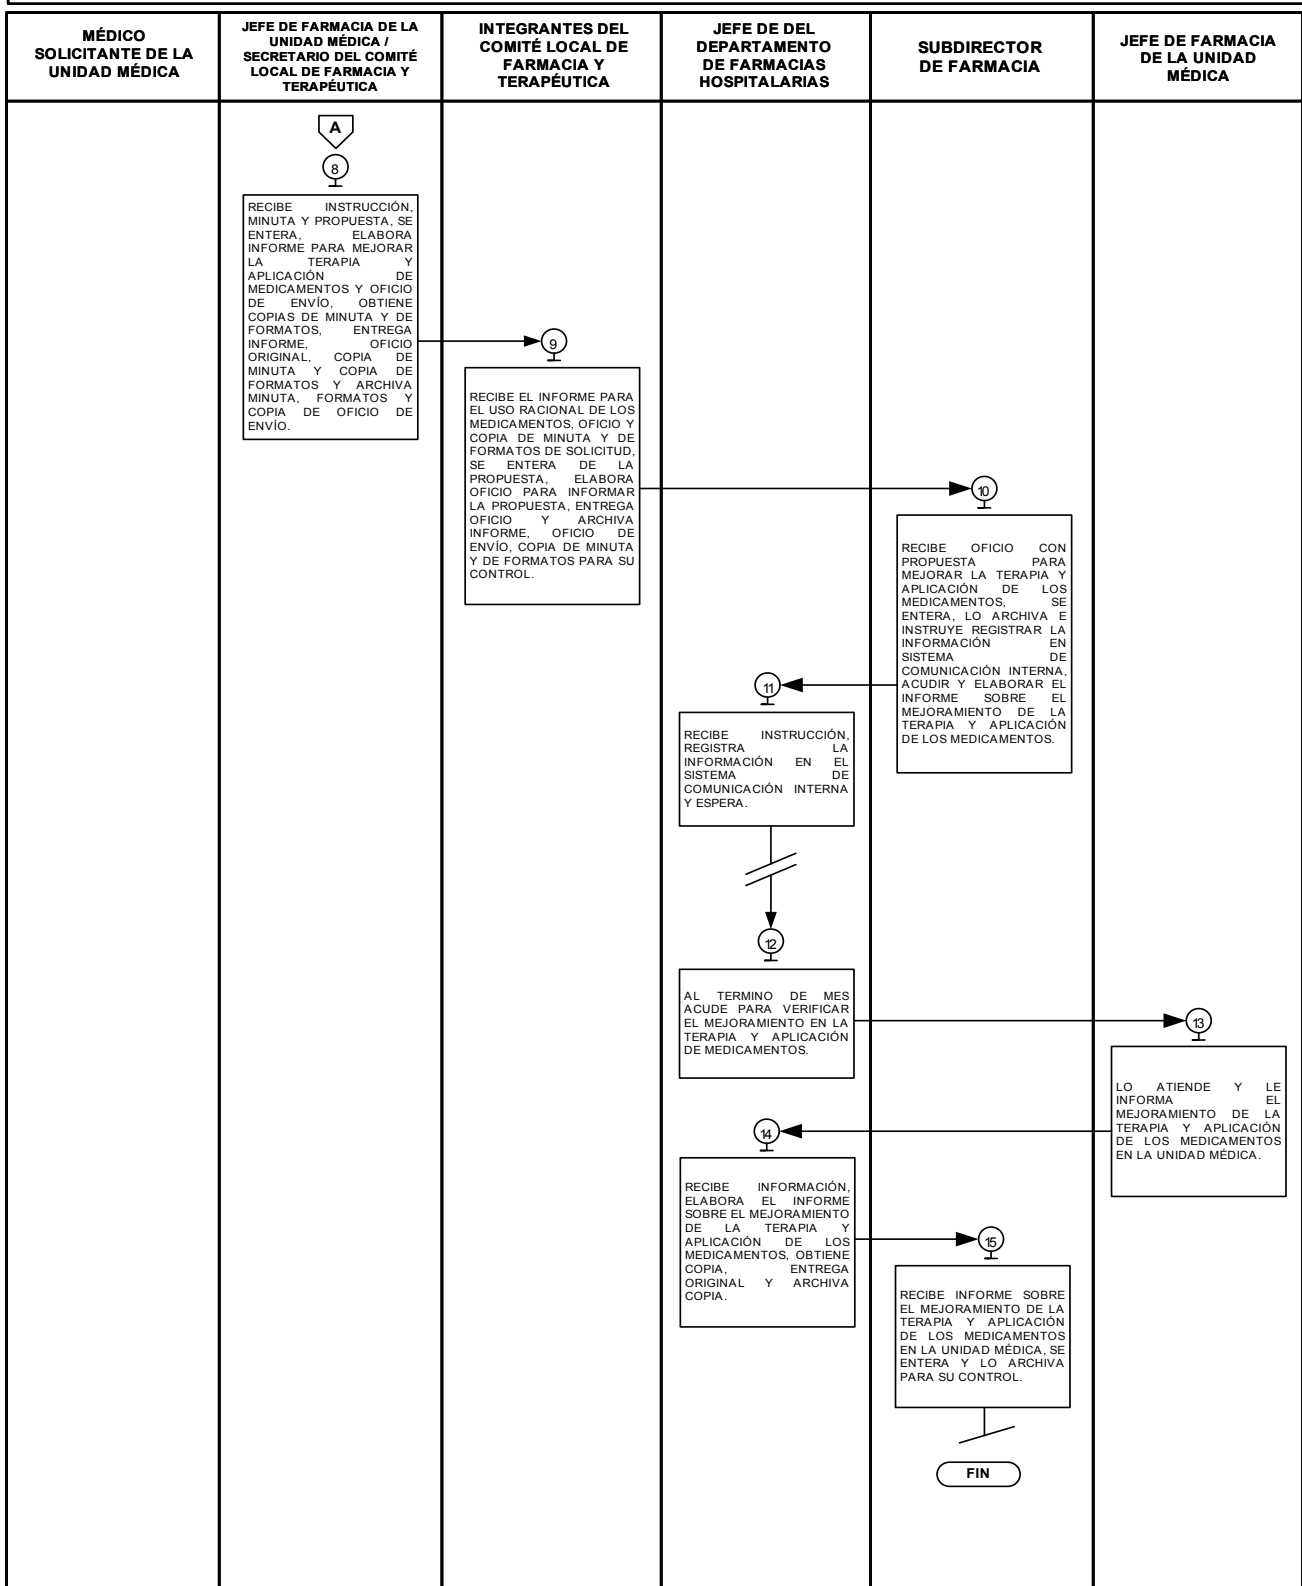 MÉDICO
SOLICITANTE DE LA
UNIDAD MÉDICA
JEFE DE FARMACIA DE LA
UNIDAD MÉDICA /
SECRETARIO DEL COMITÉ
LOCAL DE FARMACIA Y
TERAPÉUTICA
INTEGRANTES DEL
COMITÉ LOCAL DE
FARMACIA Y
TERAPÉUTICA
JEFE DE DEL
DEPARTAMENTO
DE FARMACIAS
HOSPITALARIAS
SUBDIRECTOR
DE FARMACIA
JEFE DE FARMACIA
DE LA UNIDAD
MÉDICA
A
8
RECIBE INSTRUCCIÓN,
MINUTA Y PROPUESTA, SE
ENTERA, ELABORA
INFORME PARA MEJORAR
LA TERAPIA Y
APLICACIÓN DE
MEDICAMENTOS Y OFICIO
DE ENVÍO, OBTIENE
COPIAS DE MINUTA Y DE
FORMATOS, ENTREGA
INFORME, OFICIO
ORIGINAL, COPIA DE
MINUTA Y COPIA DE
FORMATOS Y ARCHIVA
MINUTA, FORMATOS Y
COPIA DE OFICIO DE
ENVÍO.
9
RECIBE EL INFORME PARA
EL USO RACIONAL DE LOS
MEDICAMENTOS, OFICIO Y
COPIA DE MINUTA Y DE
FORMATOS DE SOLICITUD,
SE ENTERA DE LA
PROPUESTA, ELABORA
OFICIO PARA INFORMAR
LA PROPUESTA, ENTREGA
OFICIO Y ARCHIVA
INFORME, OFICIO DE
ENVÍO, COPIA DE MINUTA
Y DE FORMATOS PARA SU
CONTROL.
10
RECIBE OFICIO CON
PROPUESTA PARA
MEJORAR LA TERAPIA Y
APLICACIÓN DE LOS
MEDICAMENTOS, SE
ENTERA, LO ARCHIVA E
INSTRUYE REGISTRAR LA
INFORMACIÓN EN
SISTEMA DE
COMUNICACIÓN INTERNA,
ACUDIR Y ELABORAR EL
INFORME SOBRE EL
MEJORAMIENTO DE LA
TERAPIA Y APLICACIÓN
DE LOS MEDICAMENTOS.
11
RECIBE INSTRUCCIÓN,
REGISTRA LA
INFORMACIÓN EN EL
SISTEMA DE
COMUNICACIÓN INTERNA
Y ESPERA.
12
AL TERMINO DE MES
ACUDE PARA VERIFICAR
EL MEJORAMIENTO EN LA
TERAPIA Y APLICACIÓN
DE MEDICAMENTOS.
13
LO ATIENDE Y LE
INFORMA EL
MEJORAMIENTO DE LA
TERAPIA Y APLICACIÓN
DE LOS MEDICAMENTOS
EN LA UNIDAD MÉDICA.
14
RECIBE INFORMACIÓN,
ELABORA EL INFORME
SOBRE EL MEJORAMIENTO
DE LA TERAPIA Y
APLICACIÓN DE LOS
MEDICAMENTOS, OBTIENE
COPIA, ENTREGA
ORIGINAL Y ARCHIVA
COPIA.
15
RECIBE INFORME SOBRE
EL MEJORAMIENTO DE LA
TERAPIA Y APLICACIÓN
DE LOS MEDICAMENTOS
EN LA UNIDAD MÉDICA, SE
ENTERA Y LO ARCHIVA
PARA SU CONTROL.
FIN